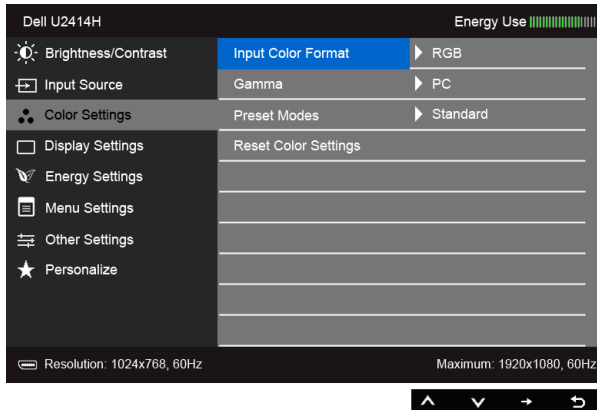 Dell U2414H Energy Use
Brightness/Contrast Input Color Format RGB
Input Source Gamma PC
Color Settings Preset Modes Standard
Display Settings Reset Color Settings
Energy Settings
Menu Settings
Other Settings
Personalize
Resolution: 1024x768, 60Hz Maximum: 1920x1080, 60Hz